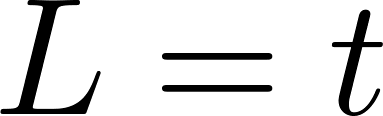 L = t